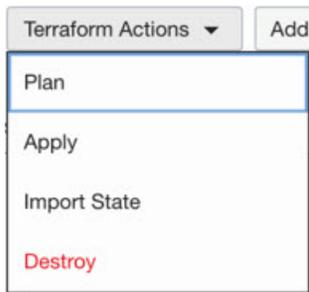 Terraform Actions
Add
Plan
Apply
Import State
Destroy